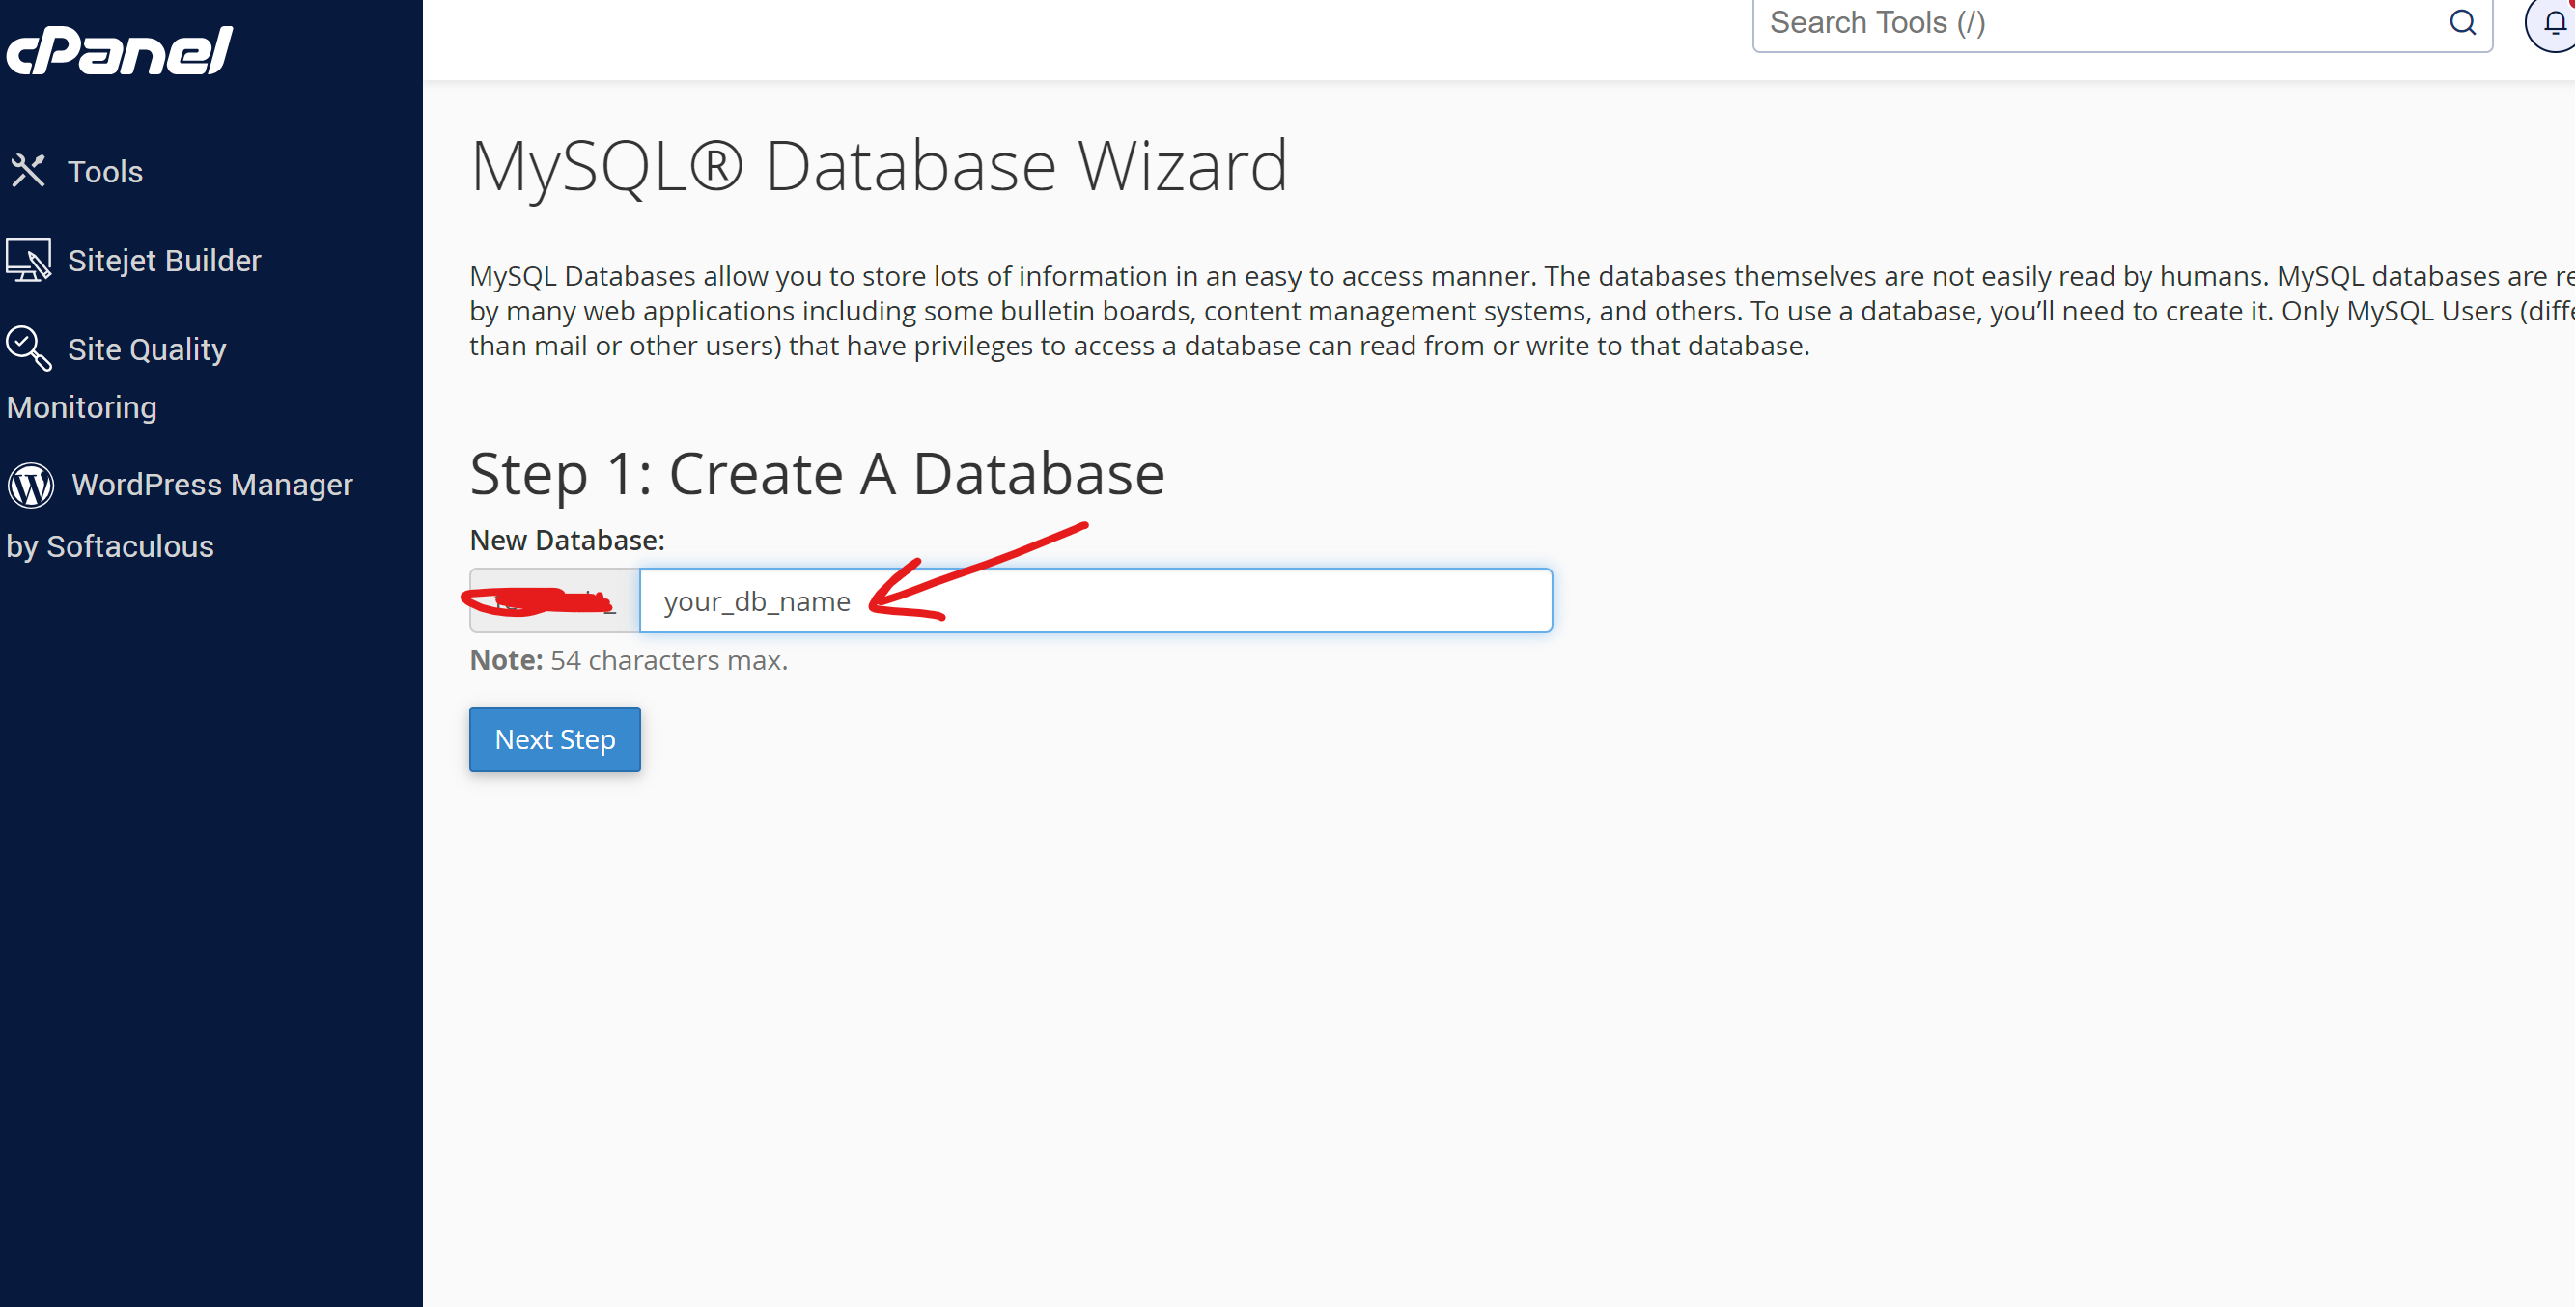 cPanel
Search Tools (/)
Tools
Sitejet Builder
Site Quality
Monitoring
WordPress Manager
by Softaculous
MySQL® Database Wizard
MySQL Databases allow you to store lots of information in an easy to access manner. The databases themselves are not easily read by humans. MySQL databases are
by many web applications including some bulletin boards, content management systems, and others. To use a database, you’ll need to create it. Only MySQL Users
than mail or other users) that have privileges to access a database can read from or write to that database.
Step 1: Create A Database
New Database:
your_db_name
Note: 54 characters max.
Next Step